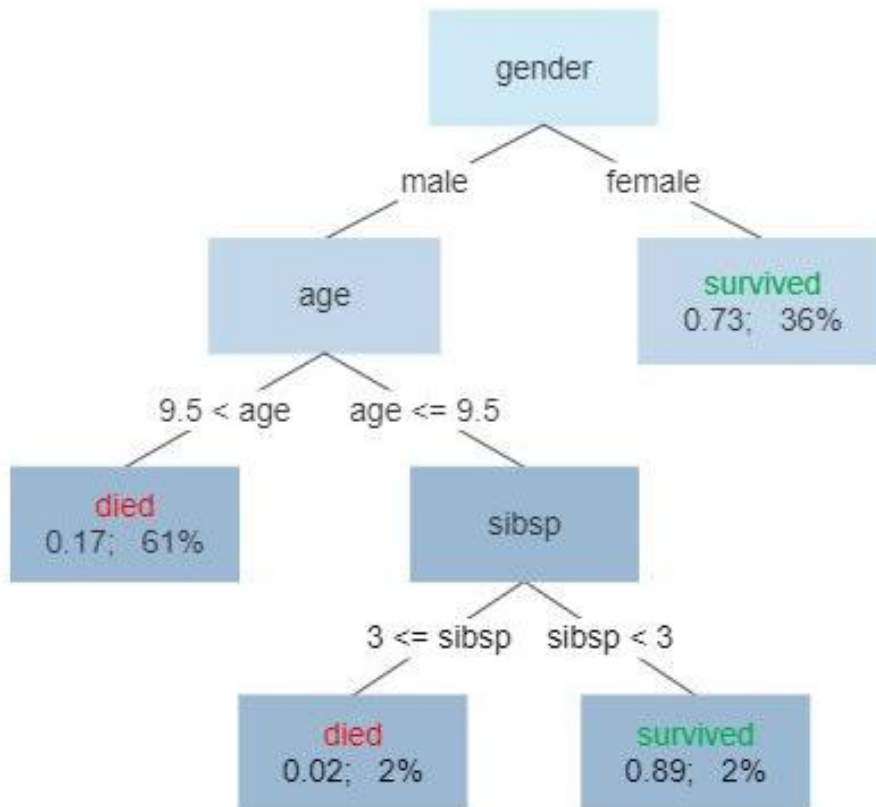 gender
male female
age
survived
0.73; 36%
9.5 < age age <= 9.5
died
0.17; 61%
sibsp
3 <= sibsp sibsp < 3
died
0.02; 2%
survived
0.89; 2%